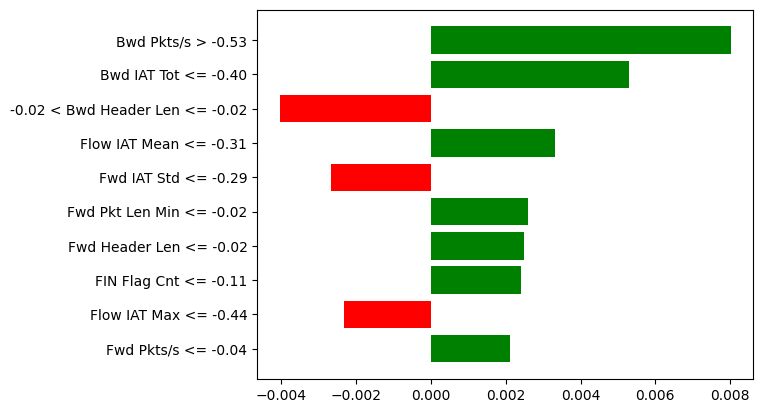 Bwd Pkts/s > -0.53
Bwd IAT Tot <= -0.40
-0.02 < Bwd Header Len <= -0.02
Flow IAT Mean <= -0.31
Fwd IAT Std <= -0.29
Fwd Pkt Len Min <= -0.02
Fwd Header Len <= -0.02
FIN Flag Cnt <= -0.11
Flow IAT Max <= -0.44
Fwd Pkts/s <= -0.04
−0.004 −0.002 0.000 0.002 0.004 0.006 0.008